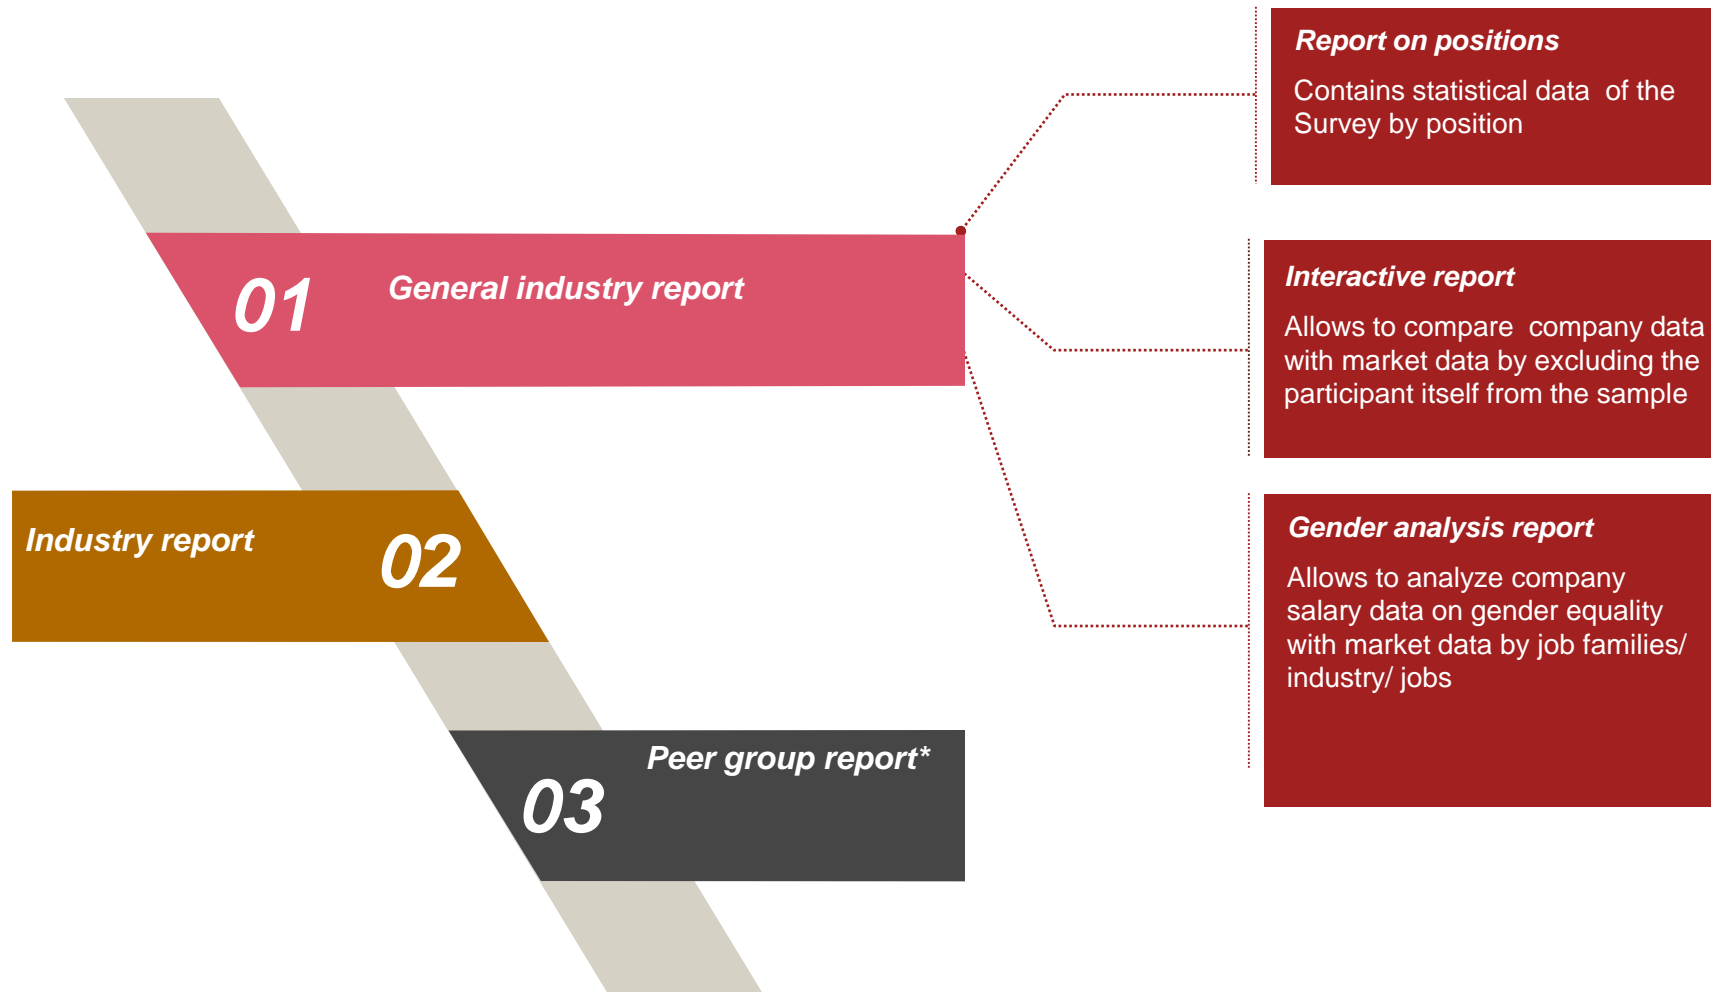 01
General industry report
Industry report
02
Peer group report*
03
Report on positions
Contains statistical data of the
Survey by position
Interactive report
Allows to compare company data
with market data by excluding the
participant itself from the sample
Gender analysis report
Allows to analyze company
salary data on gender equality
with market data by job families/
industry/ jobs